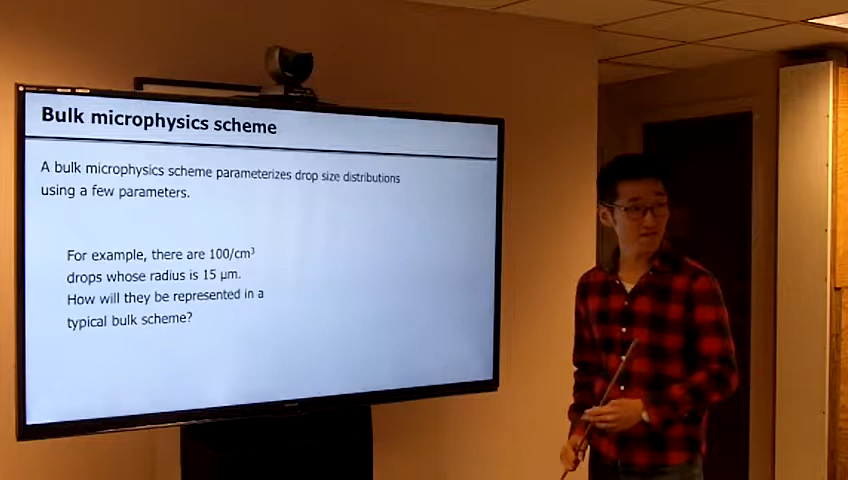 Bulk microphysics scheme
A bulk microphysics scheme parameterizes drop size distributions
using a few parameters.
For example, there are 100/cm³
drops whose radius is 15 μm.
How will they be represented in a
typical bulk scheme?